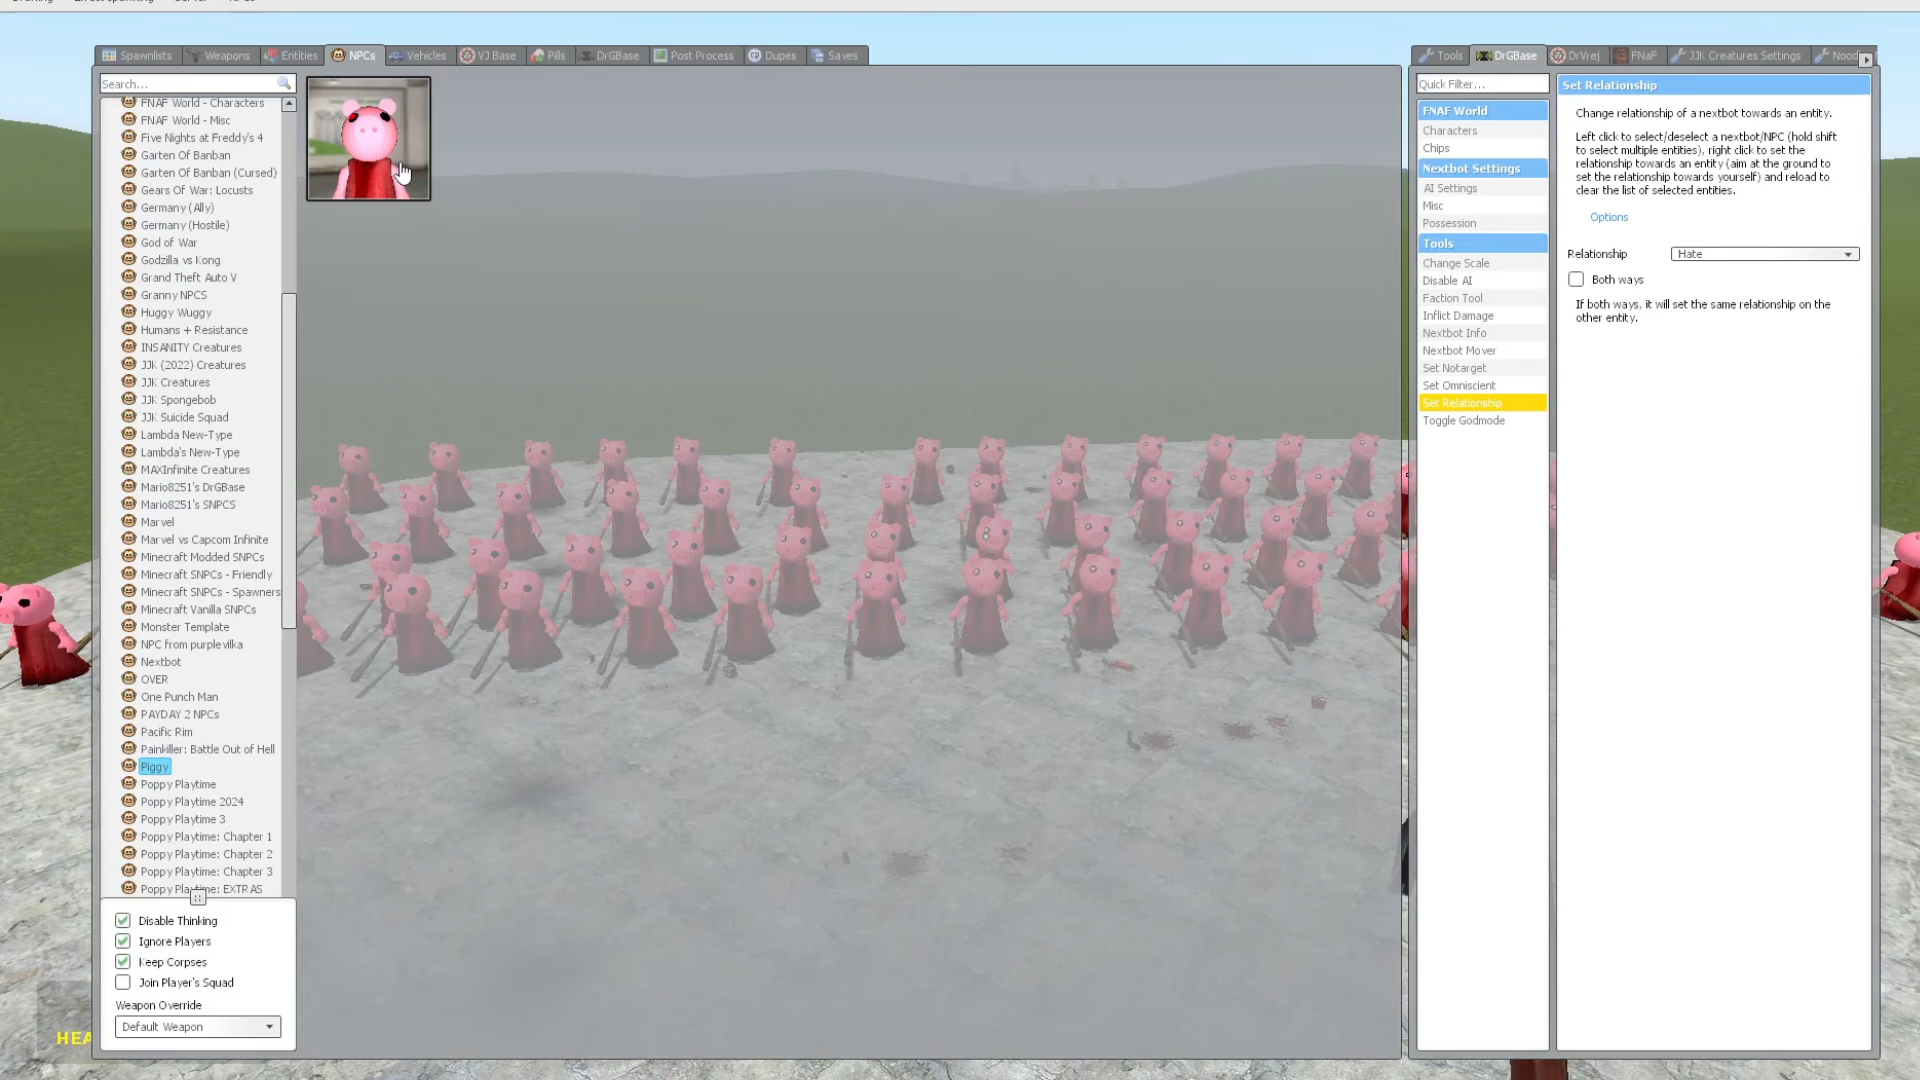 Spawnlists
Weapons
Entities
NPCs
Vehicles
VJ Base
Pills
DrGBase
Post Process
Dupes
Saves
Search...
FNAF World - Characters
FNAF World - Misc
Five Nights at Freddy's 4
Garten Of Banban
Garten Of Banban (Cursed)
Gears Of War: Locusts
Germany (Ally)
Germany (Hostile)
God of War
Godzilla vs Kong
Grand Theft Auto V
Granny NPCS
Huggy Wuggy
Humans + Resistance
INSANITY Creatures
JJK (2022) Creatures
JJK Creatures
JJK Spongebob
JJK Suicide Squad
Lambda New-Type
Lambda's New-Type
MAXInfinite Creatures
Mario8251's DrGBase
Mario8251's SNPCS
Marvel
Marvel vs Capcom Infinite
Minecraft Modded SNPCs
Minecraft SNPCs - Friendly
Minecraft SNPCs - Spawners
Minecraft Vanilla SNPCs
Monster Template
NPC from purplevilka
Nextbot
OVER
One Punch Man
PAYDAY 2 NPCs
Pacific Rim
Painkiller: Battle Out of Hell
Piggy
Poppy Playtime
Poppy Playtime 2024
Poppy Playtime 3
Poppy Playtime: Chapter 1
Poppy Playtime: Chapter 2
Poppy Playtime: Chapter 3
Poppy Playtime: EXTRAS
Disable Thinking
Ignore Players
Keep Corpses
Join Player's Squad
Weapon Override
Default Weapon
HEA
Tools
DrGBase
DrVrej
FNaF
JJK Creatures Settings
Nood
Quick Filter...
FNAF World
Characters
Chips
Nextbot Settings
AI Settings
Misc
Possession
Tools
Change Scale
Disable AI
Faction Tool
Inflict Damage
Nextbot Info
Nextbot Mover
Set Notarget
Set Omniscient
Set Relationship
Toggle Godmode
Set Relationship
Change relationship of a nextbot towards an entity.
Left click to select/deselect a nextbot/NPC (hold shift
to select multiple entities), right click to set the
relationship towards an entity (aim at the ground to
set the relationship towards yourself) and reload to
clear the list of selected entities.
Options
Relationship
Hate
Both ways
If both ways, it will set the same relationship on the
other entity.